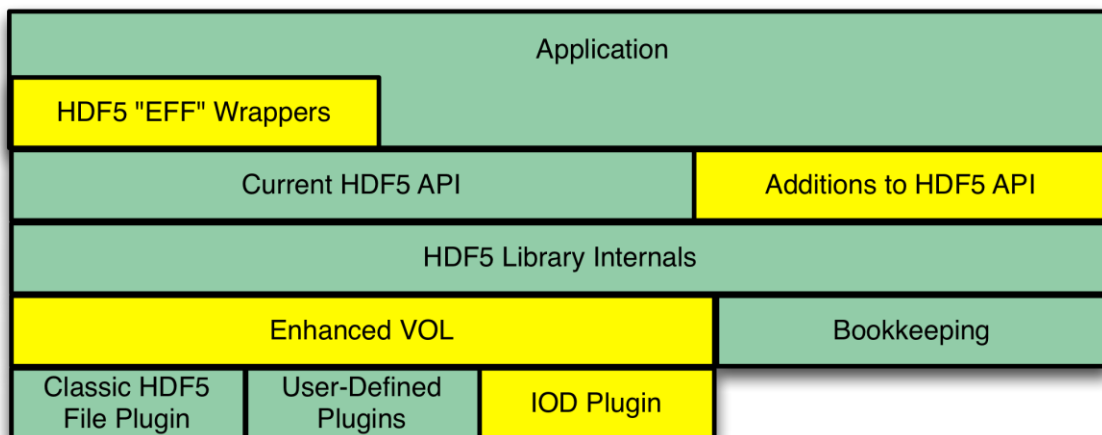 Application
HDF5 "EFF" Wrappers
Current HDF5 API
Additions to HDF5 API
HDF5 Library Internals
Enhanced VOL
Bookkeeping
Classic HDF5
File Plugin
User-Defined
Plugins
IOD Plugin